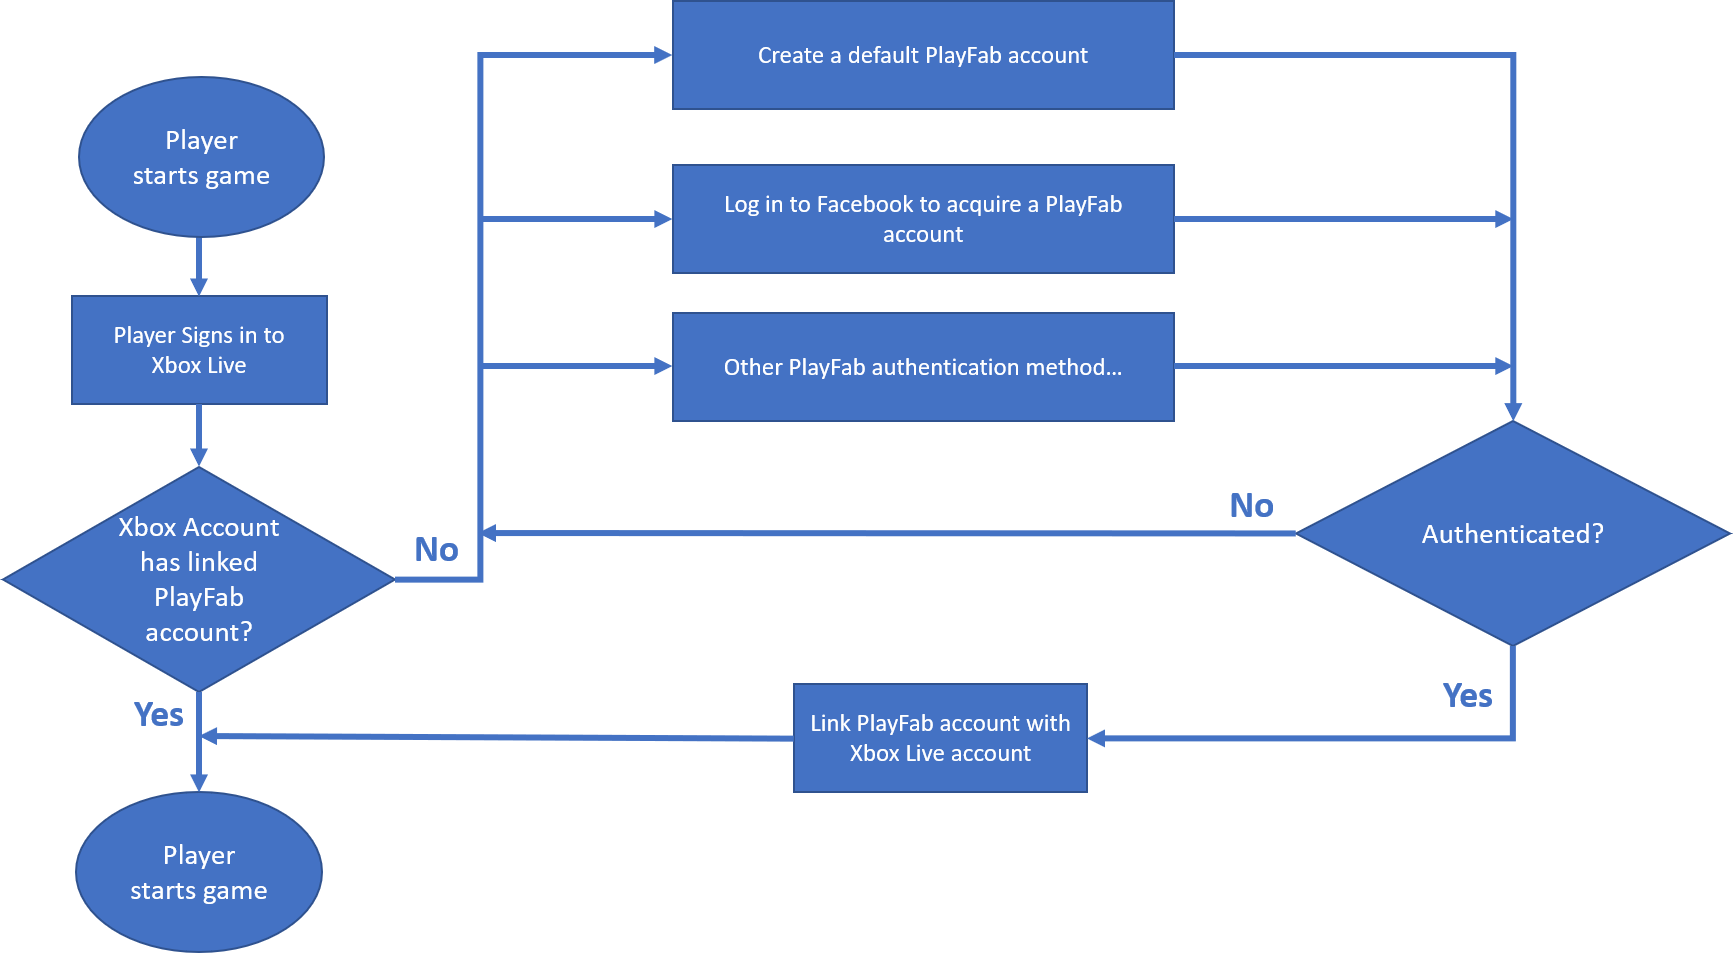 Player
starts game
Player Signs in to
Xbox Live
Xbox Account
has linked
PlayFab
account?
No
Yes
Player
starts game
Create a default PlayFab account
Log in to Facebook to acquire a PlayFab
account
Other PlayFab authentication method...
Authenticated?
No
Yes
Link PlayFab account with
Xbox Live account